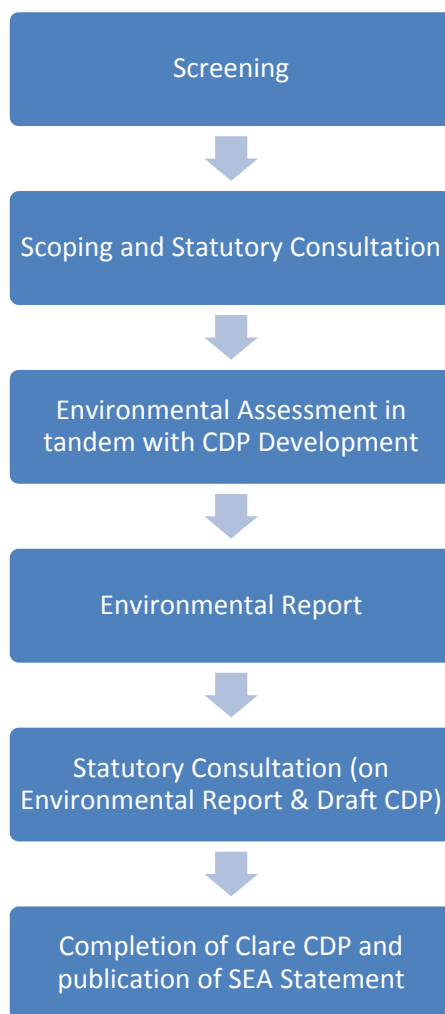 Screening
Scoping and Statutory Consultation
Environmental Assessment in
tandem with CDP Development
Environmental Report
Statutory Consultation (on
Environmental Report & Draft CDP)
Completion of Clare CDP and
publication of SEA Statement